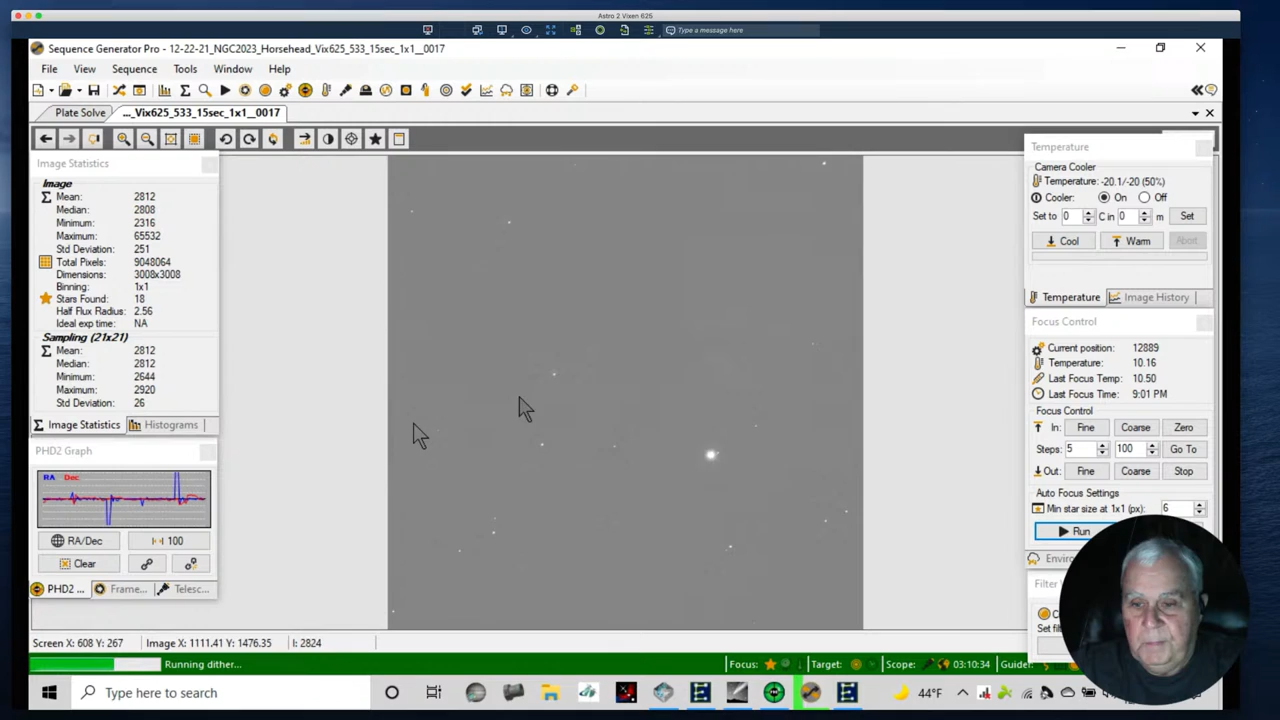 Astro 2 Vixen 625
Type a message here
Sequence Generator Pro - 12-22-21_NGC2023_Horsehead_Vix625_533_15sec_1x1__0017
File View Sequence Tools Window Help
Plate Solve ..._Vix625_533_15sec_1x1__0017
Image Statistics
Image
Mean: 2812
Median: 2808
Minimum: 2316
Maximum: 65532
Std Deviation: 251
Total Pixels: 9048064
Dimensions: 3008x3008
Binning: 1x1
Stars Found: 18
Half Flux Radius: 2.56
Ideal exp time: NA
Sampling (21x21)
Mean: 2812
Median: 2812
Minimum: 2644
Maximum: 2920
Std Deviation: 26
Image Statistics Histograms
PHD2 Graph
RA Dec
RA/Dec 100
Clear
PHD2 ... Frame... Telesc...
Temperature
Camera Cooler
Temperature: -20.1/-20 (50%)
Cooler: On Off
Set to 0 C in 0 m Set
Cool Warm Abort
Temperature Image History
Focus Control
Current position: 12889
Temperature: 10.16
Last Focus Temp: 10.50
Last Focus Time: 9:01 PM
Focus Control
In: Fine Coarse Zero
Steps: 5 100 Go To
Out: Fine Coarse Stop
Auto Focus Settings
Min star size at 1x1 (px): 6
Run
Screen X: 608 Y: 267 Image X: 1111.41 Y: 1476.35 I: 2824
Running dither... Focus: Target: Scope: 03:10:34 Guider:
Type here to search 44°F